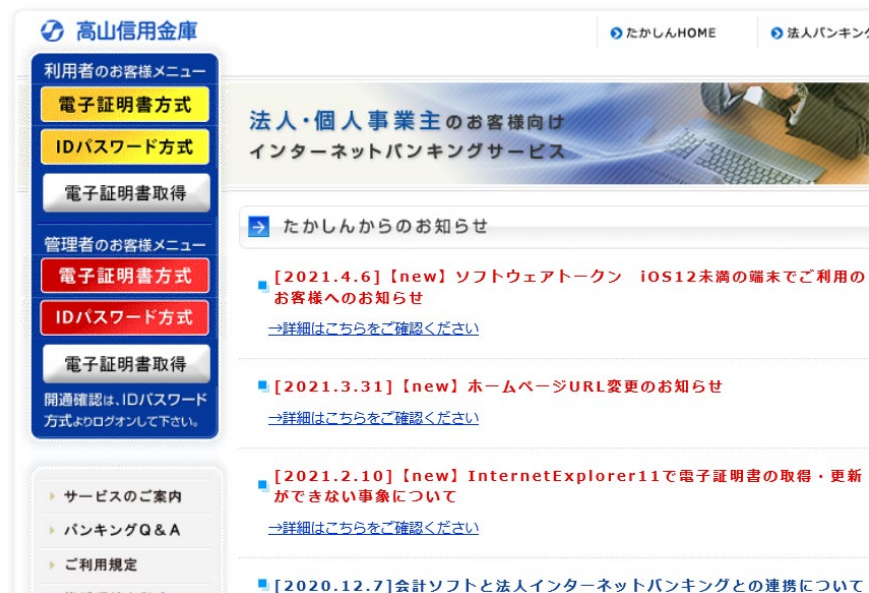 高山信用金庫
たかしんHOME
法人バンキング
利用者のお客様メニュー
電子証明書方式
IDパスワード方式
電子証明書取得
管理者のお客様メニュー
電子証明書方式
IDパスワード方式
電子証明書取得
開通確認は、IDパスワード
方式よりログオンして下さい。
サービスのご案内
バンキングQ&A
ご利用規定
法人・個人事業主のお客様向け
インターネットバンキングサービス
たかしんからのお知らせ
[2021.4.6]【new】ソフトウェアトークン　iOS12未満の端末でご利用の
お客様へのお知らせ
→詳細はこちらをご確認ください
[2021.3.31]【new】ホームページURL変更のお知らせ
→詳細はこちらをご確認ください
[2021.2.10]【new】InternetExplorer11で電子証明書の取得・更新
ができない事象について
→詳細はこちらをご確認ください
[2020.12.7]会計ソフトと法人インターネットバンキングとの連携について